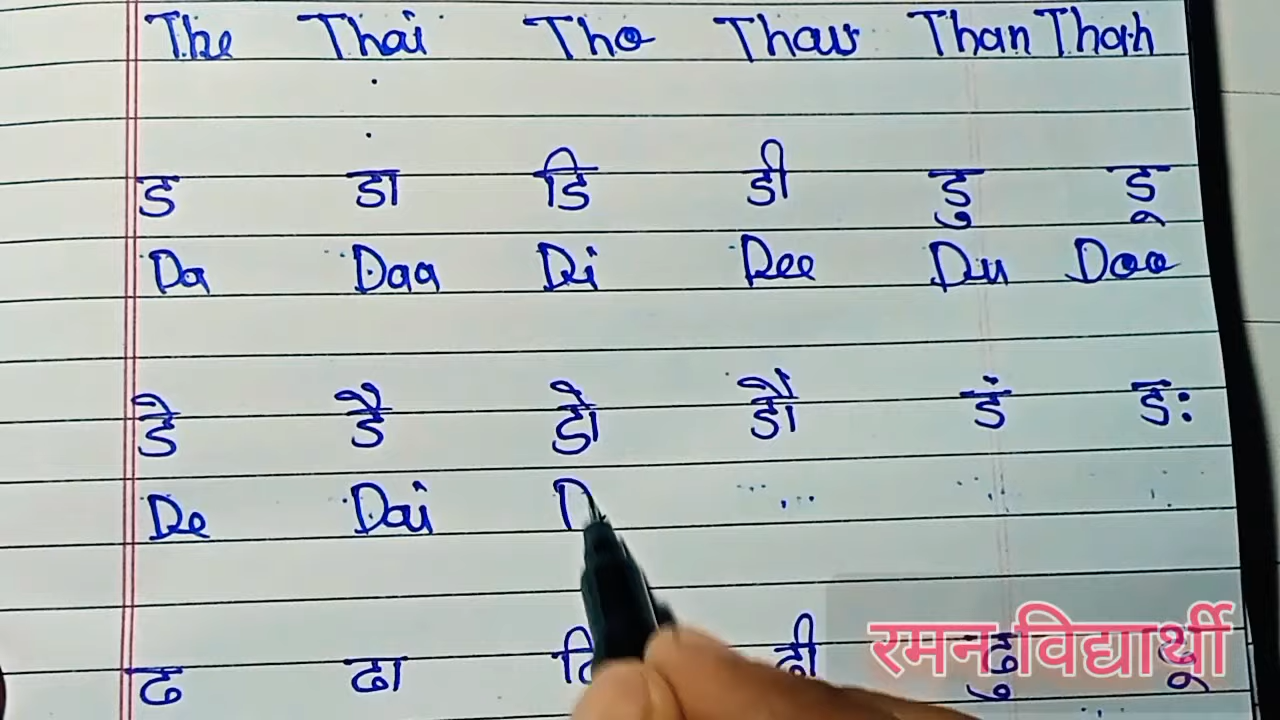 The Thai Tho Thau Than Thah
ड डा डि डी डु डू
Da Daa Di Dee Du Doo
डे डै डो डौ डं डः
De Dai D
ढ ढा ढी ढु ढू
रमन विद्यार्थी